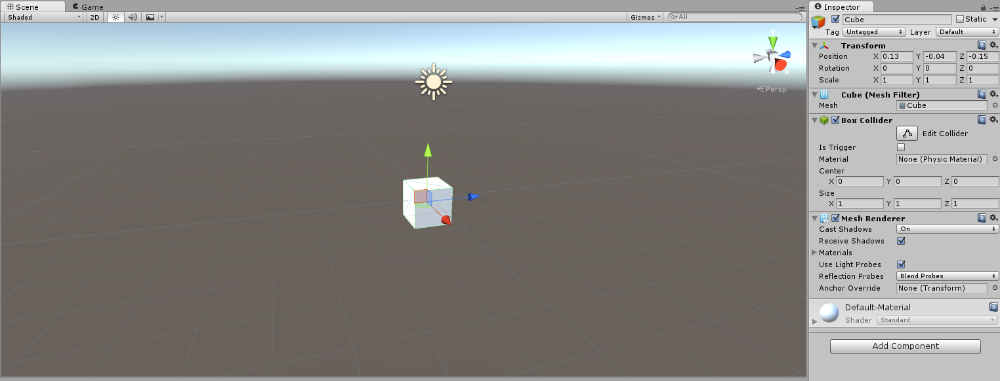 Scene Game
Shaded 2D Gizmos All
y
x
Persp
Inspector
Cube Static
Tag Untagged Layer Default
Transform
Position X 0.13 Y -0.04 Z -0.15
Rotation X 0 Y 0 Z 0
Scale X 1 Y 1 Z 1
Cube (Mesh Filter)
Mesh Cube
Box Collider
Edit Collider
Is Trigger
Material None (Physic Material)
Center
X 0 Y 0 Z 0
Size
X 1 Y 1 Z 1
Mesh Renderer
Cast Shadows On
Receive Shadows
Materials
Use Light Probes
Reflection Probes Blend Probes
Anchor Override None (Transform)
Default-Material
Shader Standard
Add Component